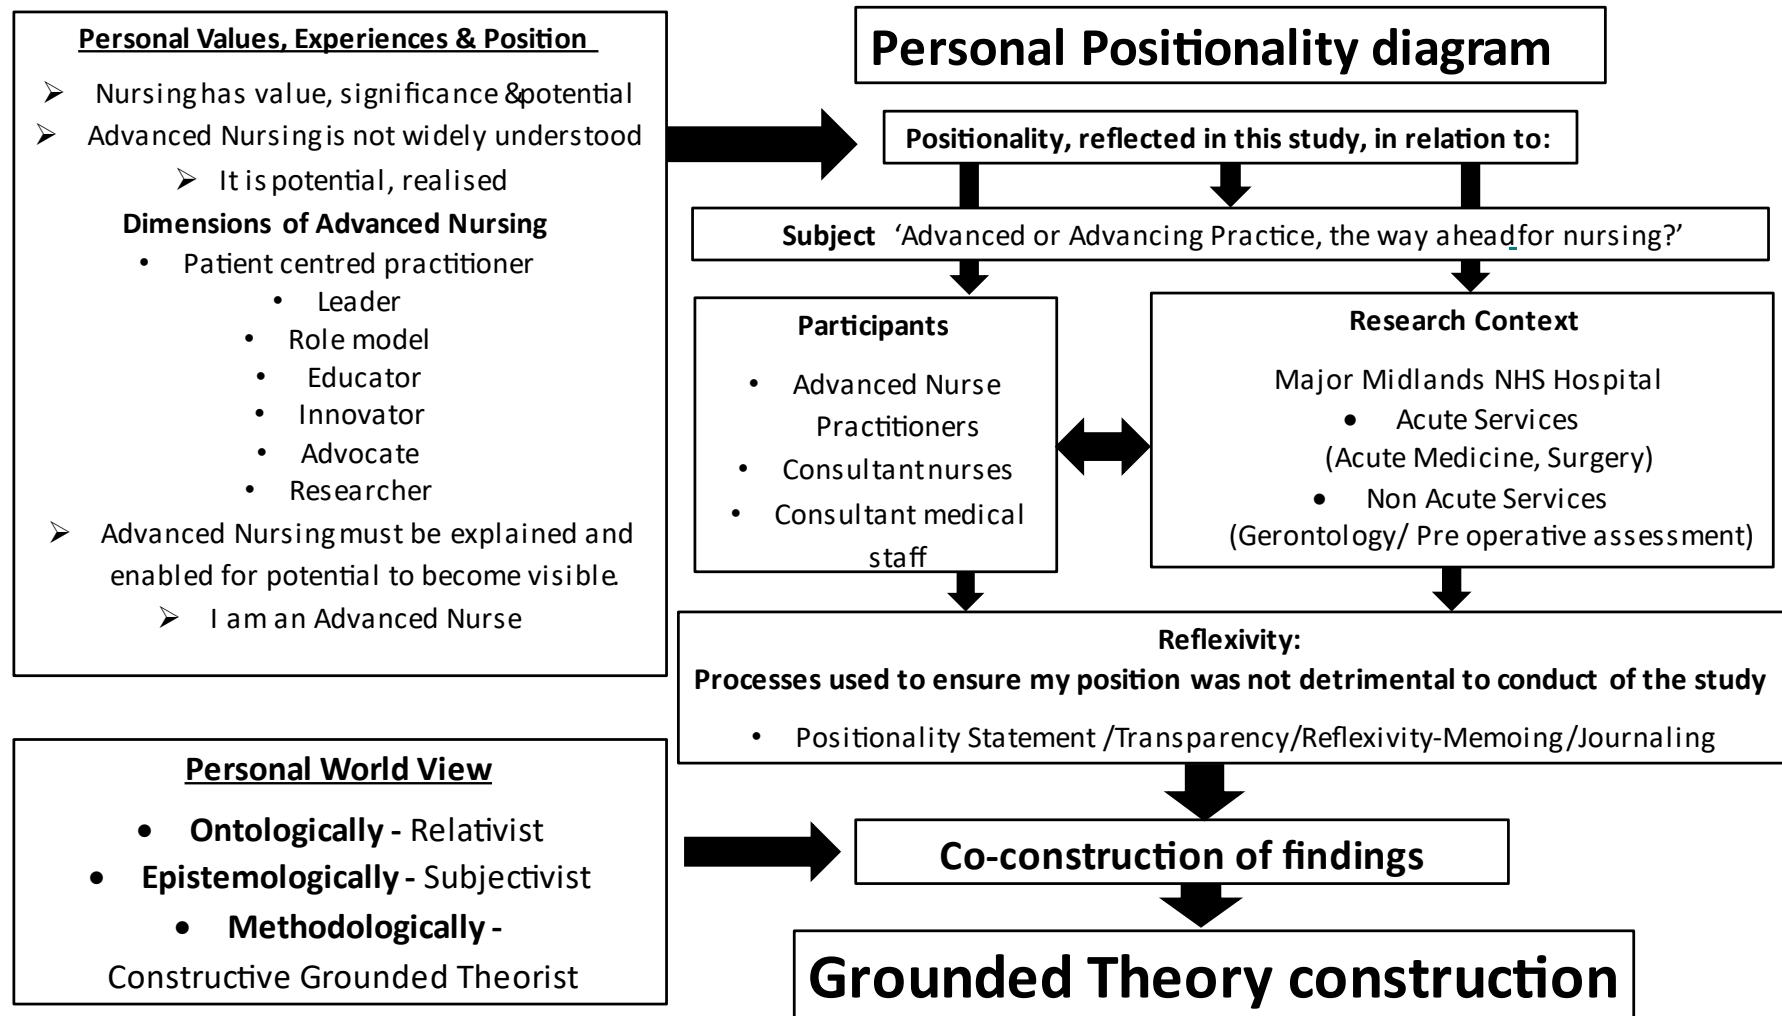 Personal Values, Experiences & Position
➢ Nursing has value, significance &potential
➢ Advanced Nursing is not widely understood
➢ It is potential, realised
Dimensions of Advanced Nursing
• Patient centred practitioner
• Leader
• Role model
• Educator
• Innovator
• Advocate
• Researcher
➢ Advanced Nursing must be explained and
enabled for potential to become visible.
➢ I am an Advanced Nurse
Personal World View
• Ontologically - Relativist
• Epistemologically - Subjectivist
• Methodologically -
Constructive Grounded Theorist
Personal Positionality diagram
Positionality, reflected in this study, in relation to:
Subject ‘Advanced or Advancing Practice, the way ahead for nursing?’
Participants
• Advanced Nurse
Practitioners
• Consultant nurses
• Consultant medical
staff
Research Context
Major Midlands NHS Hospital
• Acute Services
(Acute Medicine, Surgery)
• Non Acute Services
(Gerontology/ Pre operative assessment)
Reflexivity:
Processes used to ensure my position was not detrimental to conduct of the study
• Positionality Statement /Transparency/Reflexivity-Memoing/Journaling
Co-construction of findings
Grounded Theory construction